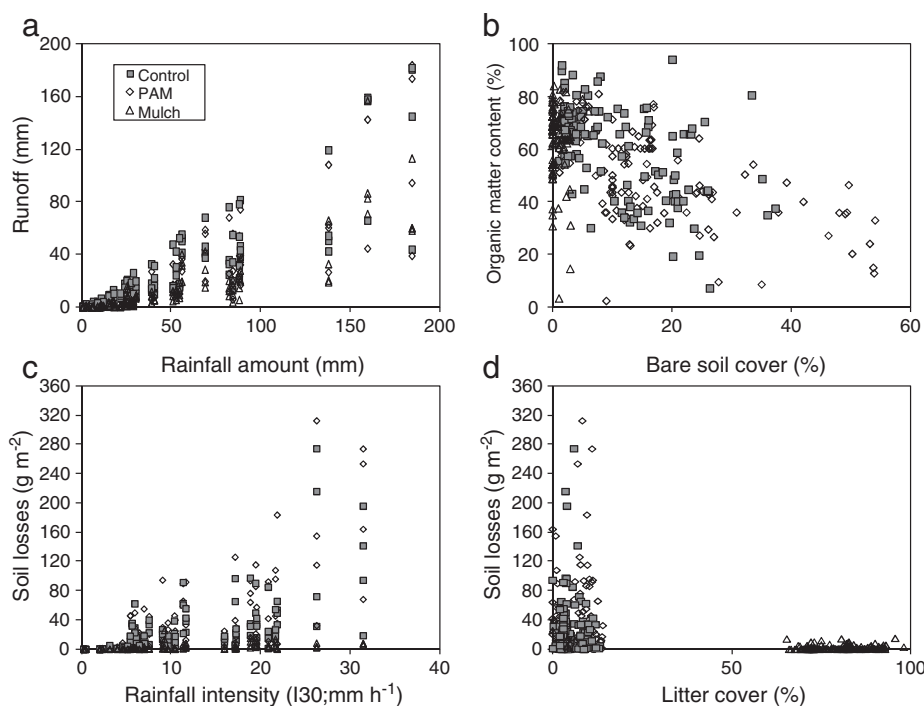 a
200
160
120
80
40
0
Runoff (mm)
Control
PAM
Mulch
0 50 100 150 200
Rainfall amount (mm)
b
100
80
60
40
20
0
Organic matter content (%)
0 20 40 60
Bare soil cover (%)
c
360
320
280
240
200
160
120
80
40
0
Soil losses (g m⁻²)
0 10 20 30 40
Rainfall intensity (I30;mm h⁻¹)
d
360
320
280
240
200
160
120
80
40
0
Soil losses (g m⁻²)
0 50 100
Litter cover (%)